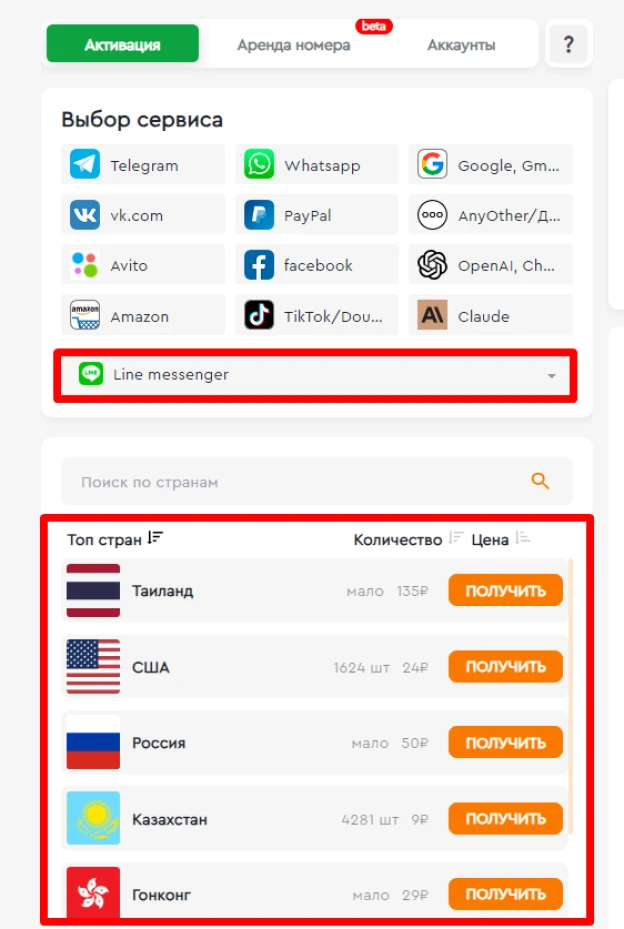 beta
Активация Аренда номера Аккаунты ?
Выбор сервиса
Telegram Whatsapp Google, Gm...
vk.com PayPal AnyOther/Д...
Avito facebook OpenAI, Ch...
amazon
Amazon TikTok/Dou... Claude
LINE Line messenger
Поиск по странам
Топ стран Количество Цена
Таиланд мало 135₽ ПОЛУЧИТЬ
США 1624 шт 24₽ ПОЛУЧИТЬ
Россия мало 50₽ ПОЛУЧИТЬ
Казахстан 4281 шт 9₽ ПОЛУЧИТЬ
Гонконг мало 29₽ ПОЛУЧИТЬ